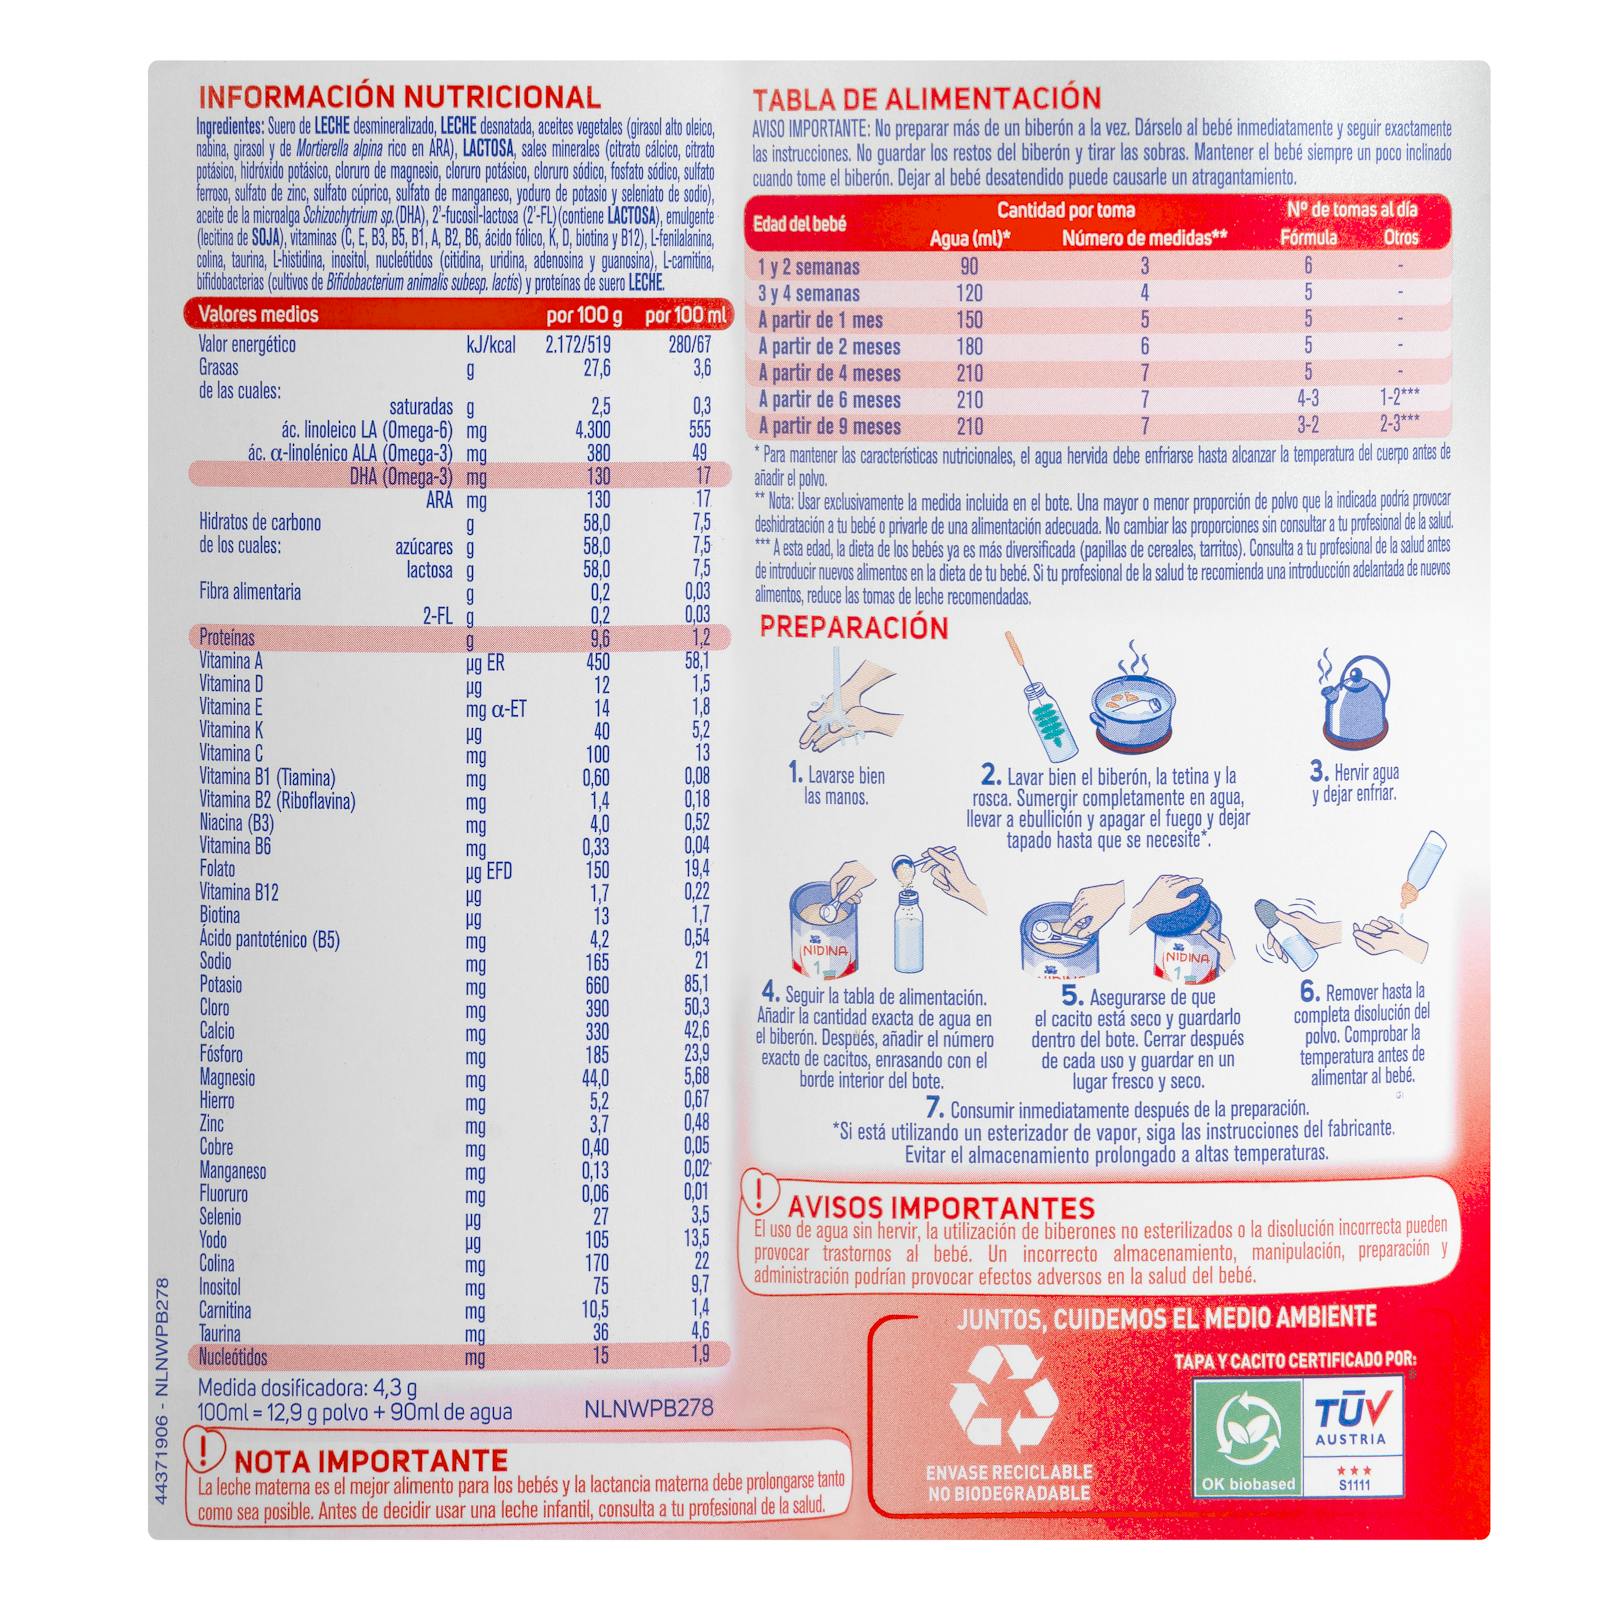 INFORMACIÓN NUTRICIONAL
Ingredientes: Suero de LECHE desmineralizado, LECHE desnatada, aceites vegetales (girasol alto oleico,
nabina, girasol y de Mortierella alpina rico en ARA), LACTOSA, sales minerales (citrato cálcico, citrato
potásico, hidróxido potásico, cloruro de magnesio, cloruro potásico, cloruro sódico, fosfato sódico, sulfato
ferroso, sulfato de zinc, sulfato cúprico, sulfato de manganeso, yoduro de potasio y seleniato de sodio),
aceite de la microalga Schizochytrium sp.(DHA), 2'-fucosil-lactosa (2'-FL)(contiene LACTOSA), emulgente
(lecitina de SOJA), vitaminas (C, E, B3, B5, B1, A, B2, B6, ácido fólico, K, D, biotina y B12), L-fenilalanina,
colina, taurina, L-histidina, inositol, nucleótidos (citidina, uridina, adenosina y guanosina), L-carnitina,
bifidobacterias (cultivos de Bifidobacterium animalis subesp. lactis) y proteínas de suero LECHE.
Valores medios por 100 g por 100 ml
Valor energético kJ/kcal 2.172/519 280/67
Grasas g 27,6 3,6
de las cuales:
saturadas g 2,5 0,3
ác. linoleico LA (Omega-6) mg 4.300 555
ác. α-linolénico ALA (Omega-3) mg 380 49
DHA (Omega-3) mg 130 17
ARA mg 130 17
Hidratos de carbono g 58,0 7,5
de los cuales: azúcares g 58,0 7,5
lactosa g 58,0 7,5
Fibra alimentaria g 0,2 0,03
2-FL g 0,2 0,03
Proteínas g 9,6 1,2
Vitamina A µg ER 450 58,1
Vitamina D µg 12 1,5
Vitamina E mg α-ET 14 1,8
Vitamina K µg 40 5,2
Vitamina C mg 100 13
Vitamina B1 (Tiamina) mg 0,60 0,08
Vitamina B2 (Riboflavina) mg 1,4 0,18
Niacina (B3) mg 4,0 0,52
Vitamina B6 mg 0,33 0,04
Folato µg EFD 150 19,4
Vitamina B12 µg 1,7 0,22
Biotina µg 13 1,7
Ácido pantoténico (B5) mg 4,2 0,54
Sodio mg 165 21
Potasio mg 660 85,1
Cloro mg 390 50,3
Calcio mg 330 42,6
Fósforo mg 185 23,9
Magnesio mg 44,0 5,68
Hierro mg 5,2 0,67
Zinc mg 3,7 0,48
Cobre mg 0,40 0,05
Manganeso mg 0,13 0,02
Fluoruro mg 0,06 0,01
Selenio µg 27 3,5
Yodo µg 105 13,5
Colina mg 170 22
Inositol mg 75 9,7
Carnitina mg 10,5 1,4
Taurina mg 36 4,6
Nucleótidos mg 15 1,9
Medida dosificadora: 4,3 g
100ml = 12,9 g polvo + 90ml de agua NLNWPB278
44371906 - NLNWPB278
! NOTA IMPORTANTE
La leche materna es el mejor alimento para los bebés y la lactancia materna debe prolongarse tanto
como sea posible. Antes de decidir usar una leche infantil, consulta a tu profesional de la salud.
TABLA DE ALIMENTACIÓN
AVISO IMPORTANTE: No preparar más de un biberón a la vez. Dárselo al bebé inmediatamente y seguir exactamente
las instrucciones. No guardar los restos del biberón y tirar las sobras. Mantener el bebé siempre un poco inclinado
cuando tome el biberón. Dejar al bebé desatendido puede causarle un atragantamiento.
Edad del bebé Cantidad por toma Nº de tomas al día
Agua (ml)* Número de medidas** Fórmula Otros
1 y 2 semanas 90 3 6 -
3 y 4 semanas 120 4 5 -
A partir de 1 mes 150 5 5 -
A partir de 2 meses 180 6 5 -
A partir de 4 meses 210 7 5 -
A partir de 6 meses 210 7 4-3 1-2***
A partir de 9 meses 210 7 3-2 2-3***
* Para mantener las características nutricionales, el agua hervida debe enfriarse hasta alcanzar la temperatura del cuerpo antes de
añadir el polvo.
** Nota: Usar exclusivamente la medida incluida en el bote. Una mayor o menor proporción de polvo que la indicada podría provocar
deshidratación a tu bebé o privarle de una alimentación adecuada. No cambiar las proporciones sin consultar a tu profesional de la salud.
*** A esta edad, la dieta de los bebés ya es más diversificada (papillas de cereales, tarritos). Consulta a tu profesional de la salud antes
de introducir nuevos alimentos en la dieta de tu bebé. Si tu profesional de la salud te recomienda una introducción adelantada de nuevos
alimentos, reduce las tomas de leche recomendadas.
PREPARACIÓN
1. Lavarse bien
las manos.
2. Lavar bien el biberón, la tetina y la
rosca. Sumergir completamente en agua,
llevar a ebullición y apagar el fuego y dejar
tapado hasta que se necesite*.
3. Hervir agua
y dejar enfriar.
NIDINA
1
NIDINA
NIDINA
1
4. Seguir la tabla de alimentación.
Añadir la cantidad exacta de agua en
el biberón. Después, añadir el número
exacto de cacitos, enrasando con el
borde interior del bote.
5. Asegurarse de que
el cacito está seco y guardarlo
dentro del bote. Cerrar después
de cada uso y guardar en un
lugar fresco y seco.
6. Remover hasta la
completa disolución del
polvo. Comprobar la
temperatura antes de
alimentar al bebé.
7. Consumir inmediatamente después de la preparación.
*Si está utilizando un esterizador de vapor, siga las instrucciones del fabricante.
Evitar el almacenamiento prolongado a altas temperaturas.
! AVISOS IMPORTANTES
El uso de agua sin hervir, la utilización de biberones no esterilizados o la disolución incorrecta pueden
provocar trastornos al bebé. Un incorrecto almacenamiento, manipulación, preparación y
administración podrían provocar efectos adversos en la salud del bebé.
JUNTOS, CUIDEMOS EL MEDIO AMBIENTE
ENVASE RECICLABLE
NO BIODEGRADABLE
TAPA Y CACITO CERTIFICADO POR:
OK biobased
TÜV
AUSTRIA
★★★
S1111